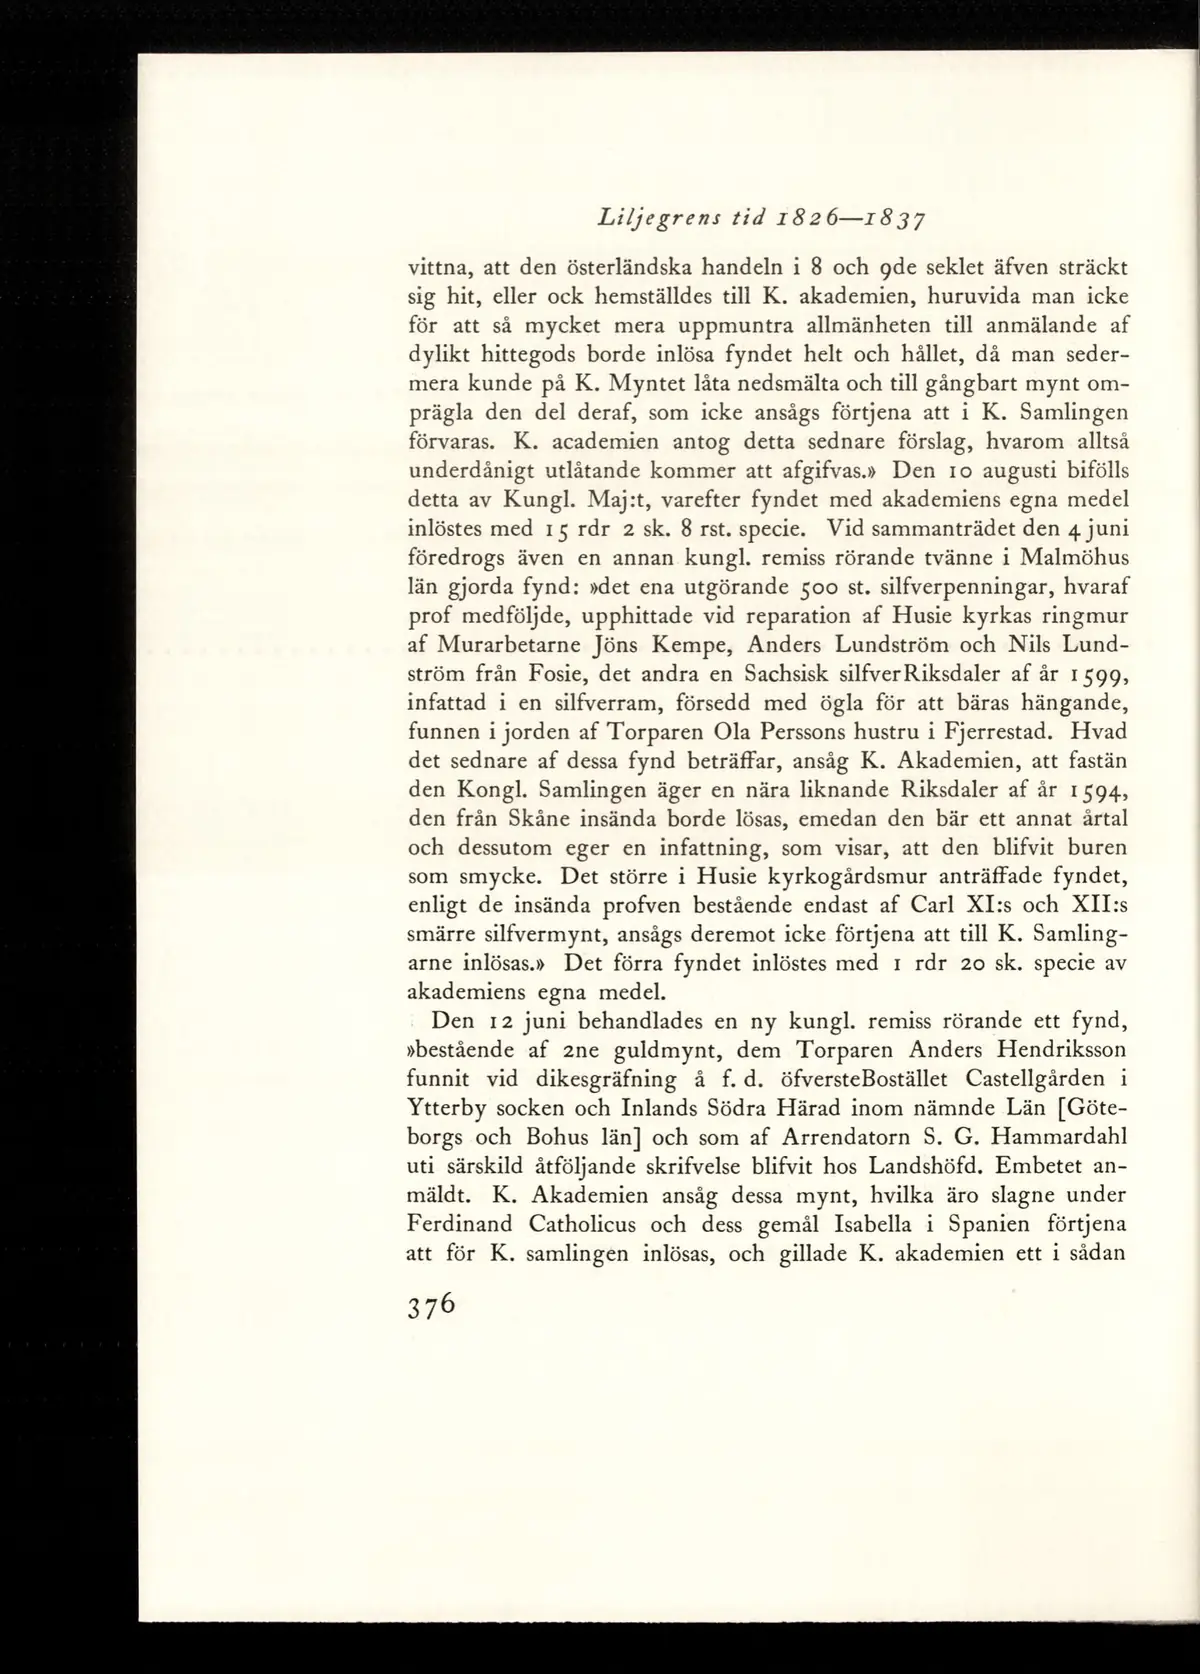 Liljegrens tid 1826—1837
vittna, att den österländska handeln i 8 och 9de seklet äfven sträckt
sig hit, eller ock hemställdes till K. akademien, huruvida man icke
för att så mycket mera uppmuntra allmänheten till anmälande af
dylikt hittegods borde inlösa fyndet helt och hållet, då man seder-
mera kunde på K. Myntet låta nedsmälta och till gångbart mynt om-
prägla den del deraf, som icke ansågs förtjena att i K. Samlingen
förvaras. K. academien antog detta sednare förslag, hvarom alltså
underdånigt utlåtande kommer att afgifvas.» Den 10 augusti bifölls
detta av Kungl. Maj:t, varefter fyndet med akademiens egna medel
inlöstes med 15 rdr 2 sk. 8 rst. specie. Vid sammanträdet den 4 juni
föredrogs även en annan kungl. remiss rörande tvänne i Malmöhus
län gjorda fynd: »det ena utgörande 500 st. silfverpenningar, hvaraf
prof medföljde, upphittade vid reparation af Husie kyrkas ringmur
af Murarbetarne Jöns Kempe, Anders Lundström och Nils Lund-
ström från Fosie, det andra en Sachsisk silfverRiksdaler af år 1599,
infattad i en silfverram, försedd med ögla för att bäras hängande,
funnen i jorden af Torparen Ola Perssons hustru i Fjerrestad. Hvad
det sednare af dessa fynd beträffar, ansåg K. Akademien, att fastän
den Kongl. Samlingen äger en nära liknande Riksdaler af år 1594,
den från Skåne insända borde lösas, emedan den bär ett annat årtal
och dessutom eger en infattning, som visar, att den blifvit buren
som smycke. Det större i Husie kyrkogårdsmur anträffade fyndet,
enligt de insända profven bestående endast af Carl XI:s och XII:s
smärre silfvermynt, ansågs deremot icke förtjena att till K. Samling-
arne inlösas.» Det förra fyndet inlöstes med 1 rdr 20 sk. specie av
akademiens egna medel.
Den 12 juni behandlades en ny kungl. remiss rörande ett fynd,
»bestående af 2ne guldmynt, dem Torparen Anders Hendriksson
funnit vid dikesgräfning å f. d. öfversteBostället Castellgården i
Ytterby socken och Inlands Södra Härad inom nämnde Län [Göte-
borgs och Bohus län] och som af Arrendatorn S. G. Hammardahl
uti särskild åtföljande skrifvelse blifvit hos Landshöfd. Embetet an-
mäldt. K. Akademien ansåg dessa mynt, hvilka äro slagne under
Ferdinand Catholicus och dess gemål Isabella i Spanien förtjena
att för K. samlingen inlösas, och gillade K. akademien ett i sådan
376